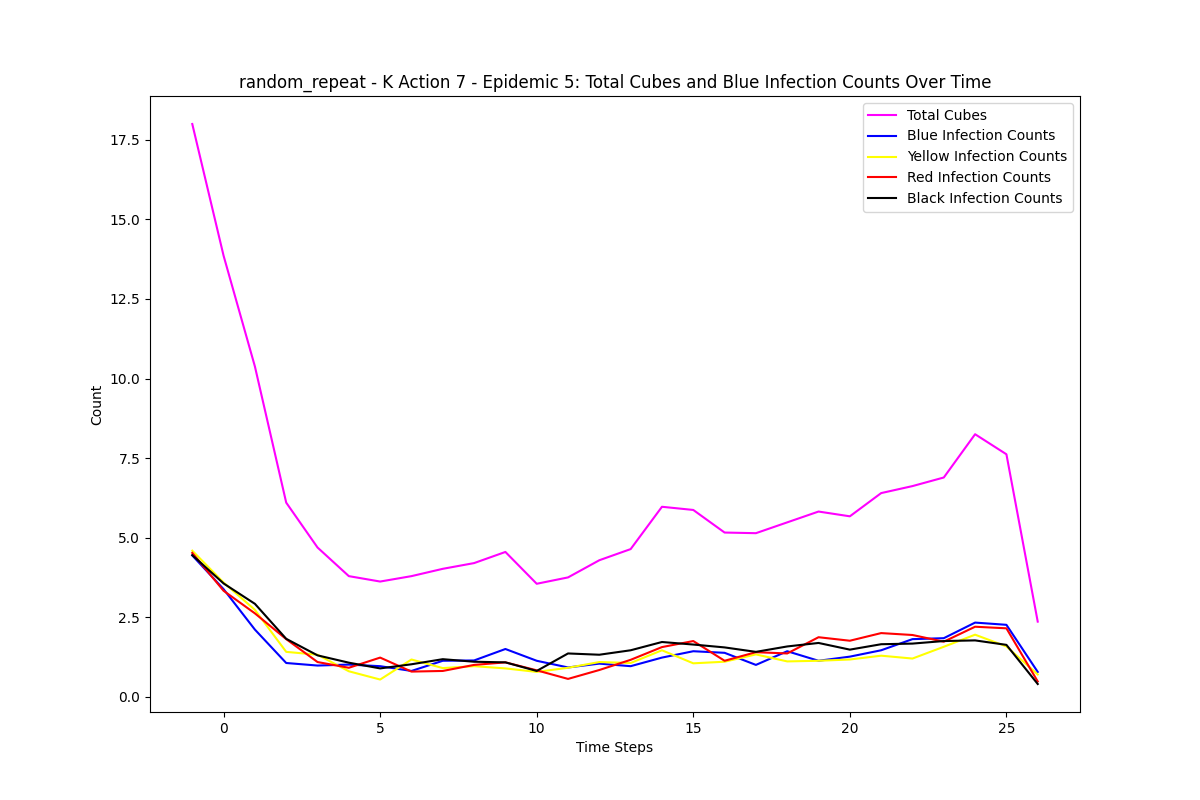 random_repeat - K Action 7 - Epidemic 5: Total Cubes and Blue Infection Counts Over Time
Total Cubes
Blue Infection Counts
Yellow Infection Counts
Red Infection Counts
Black Infection Counts
17.5
15.0
12.5
10.0
7.5
5.0
2.5
0.0
Count
0 5 10 15 20 25
Time Steps